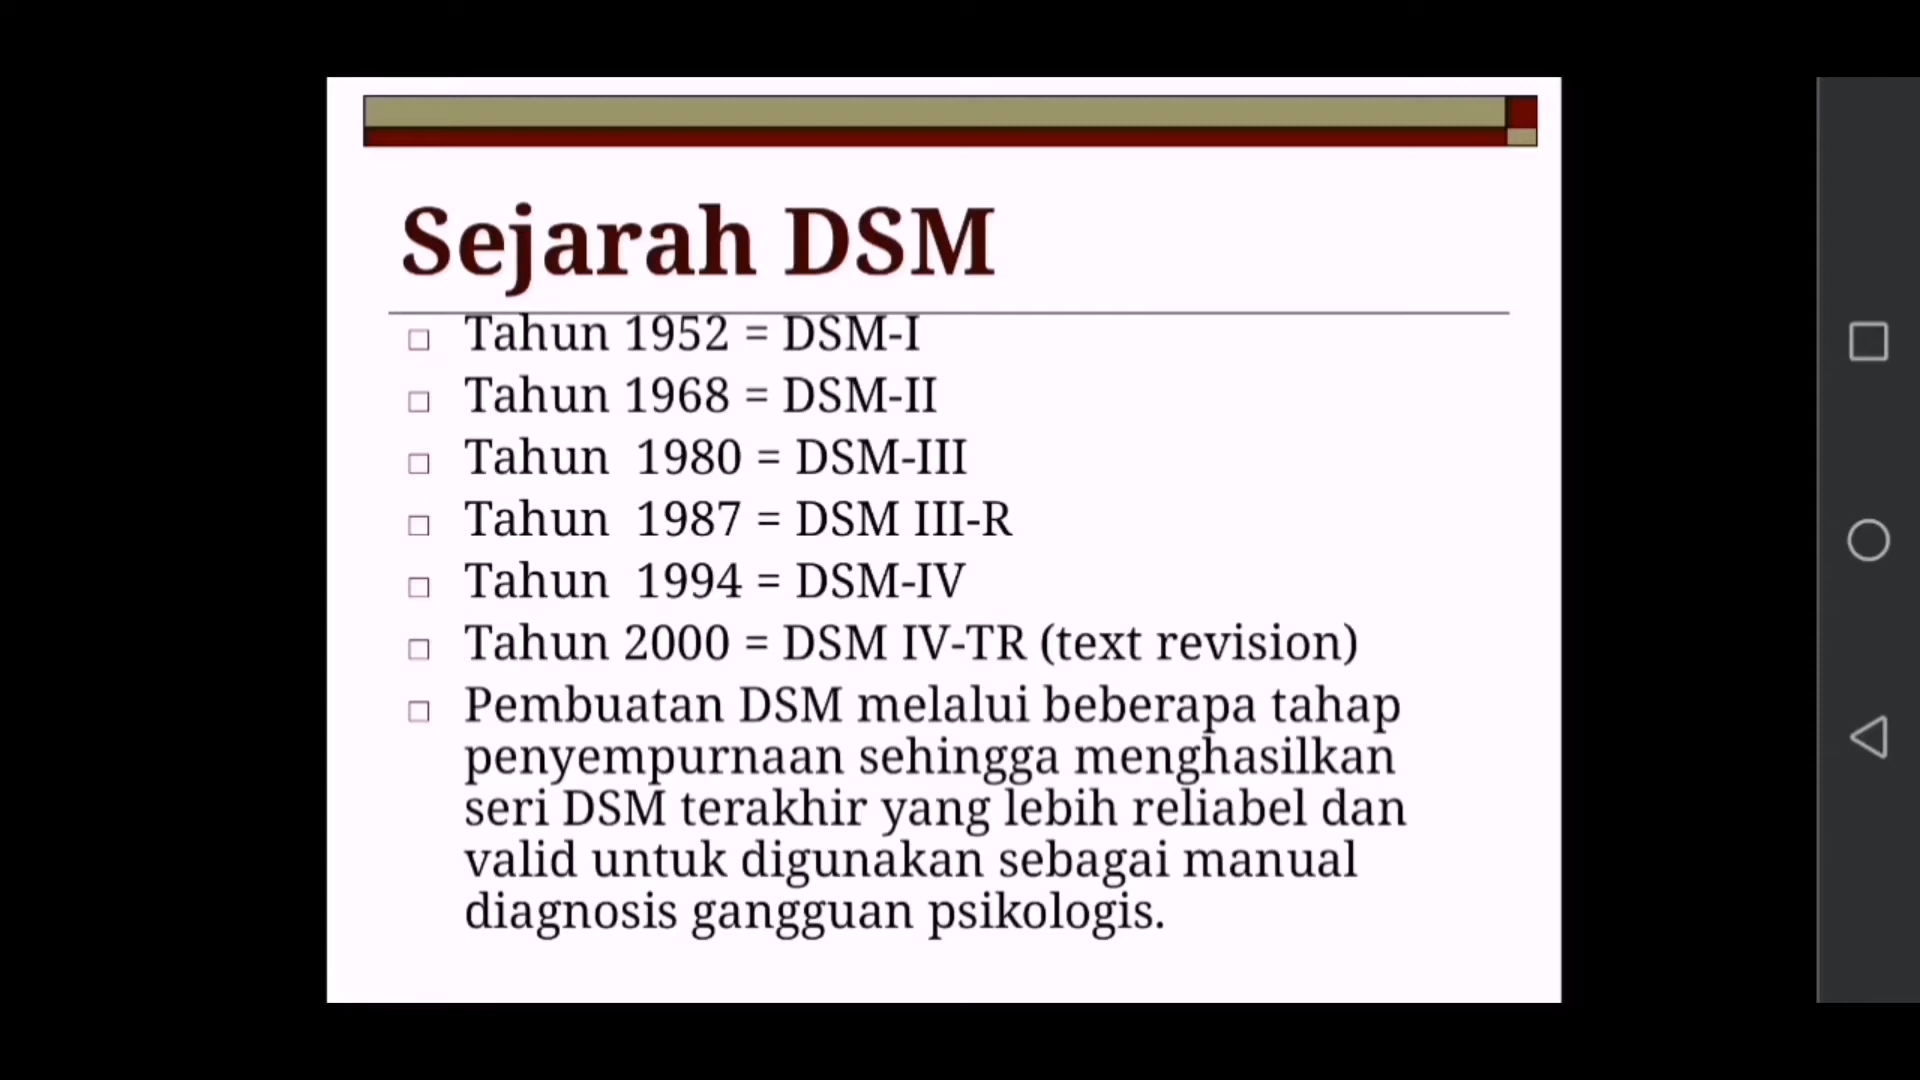 Sejarah DSM
Tahun 1952 = DSM-I
Tahun 1968 = DSM-II
Tahun  1980 = DSM-III
Tahun  1987 = DSM III-R
Tahun  1994 = DSM-IV
Tahun 2000 = DSM IV-TR (text revision)
Pembuatan DSM melalui beberapa tahap
penyempurnaan sehingga menghasilkan
seri DSM terakhir yang lebih reliabel dan
valid untuk digunakan sebagai manual
diagnosis gangguan psikologis.